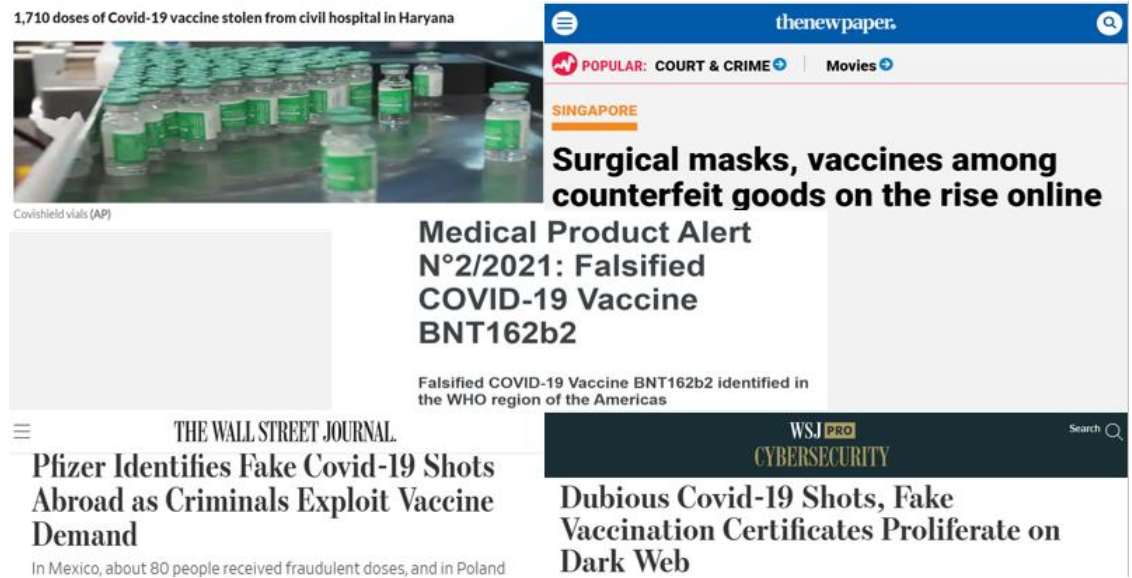 1,710 doses of Covid-19 vaccine stolen from civil hospital in Haryana
Covishield vials (AP)
thenewpaper.
POPULAR: COURT & CRIME Movies
SINGAPORE
Surgical masks, vaccines among
counterfeit goods on the rise online
Medical Product Alert
N°2/2021: Falsified
COVID-19 Vaccine
BNT162b2
Falsified COVID-19 Vaccine BNT162b2 identified in
the WHO region of the Americas
THE WALL STREET JOURNAL.
Pfizer Identifies Fake Covid-19 Shots
Abroad as Criminals Exploit Vaccine
Demand
In Mexico, about 80 people received fraudulent doses, and in Poland
WSJ PRO
Search
CYBERSECURITY
Dubious Covid-19 Shots, Fake
Vaccination Certificates Proliferate on
Dark Web